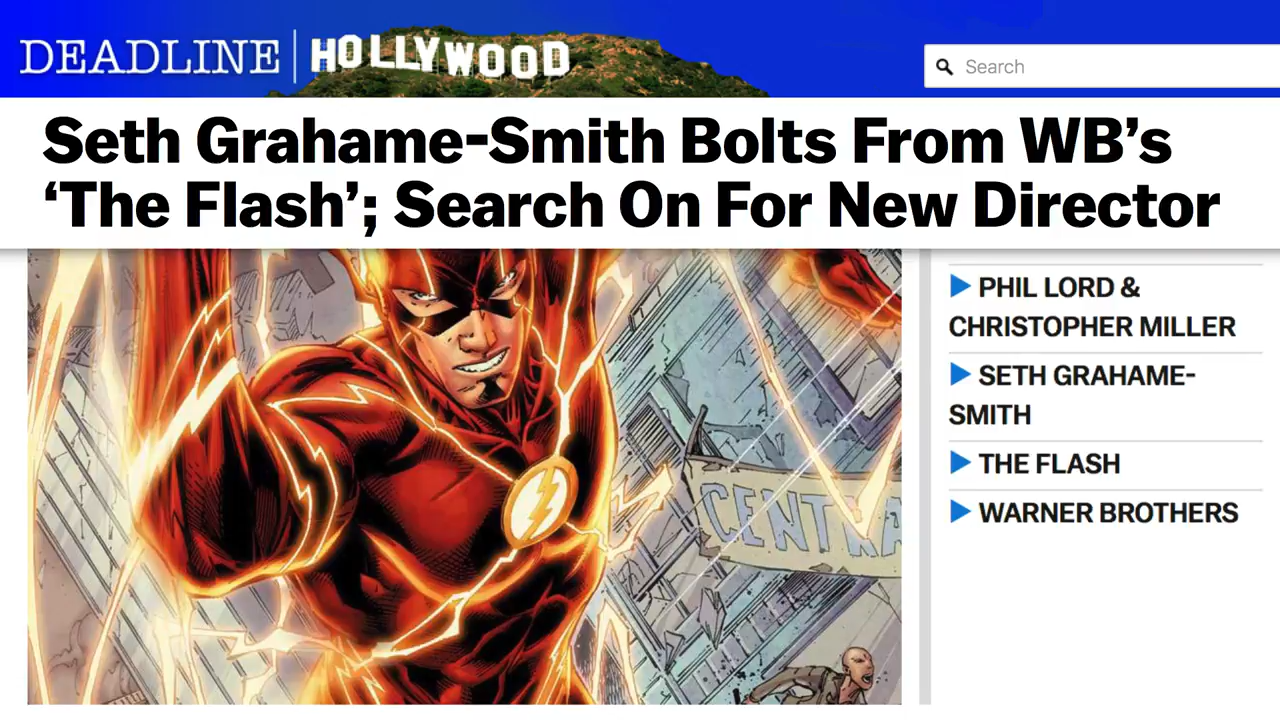 DEADLINE HOLLYWOOD
Search
Seth Grahame-Smith Bolts From WB’s
‘The Flash’; Search On For New Director
PHIL LORD &
CHRISTOPHER MILLER
SETH GRAHAME-
SMITH
THE FLASH
WARNER BROTHERS
CENTRA